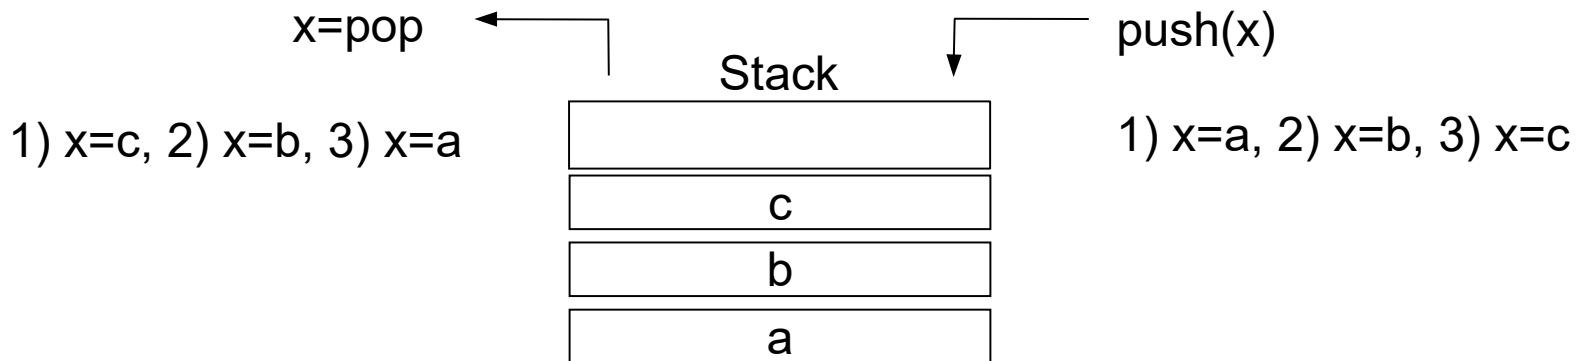 x=pop
push(x)
Stack
1) x=c, 2) x=b, 3) x=a
1) x=a, 2) x=b, 3) x=c
c
b
a